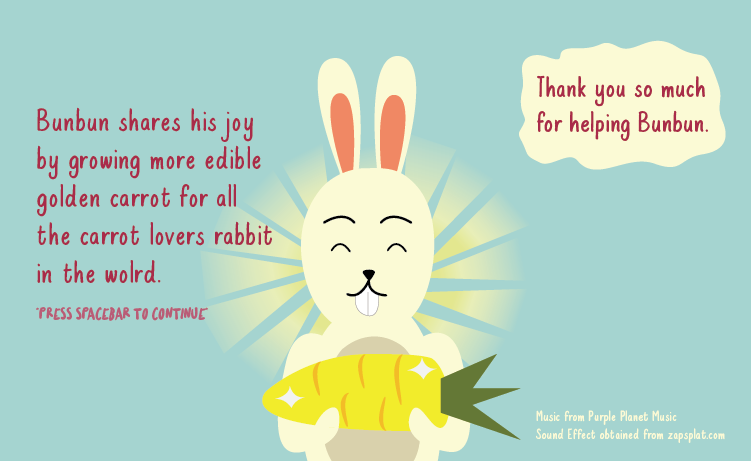 Bunbun shares his joy
by growing more edible
golden carrot for all
the carrot lovers rabbit
in the wolrd.
"PRESS SPACEBAR TO CONTINUE"
Thank you so much
for helping Bunbun.
Music from Purple Planet Music
Sound Effect obtained from zapsplat.com